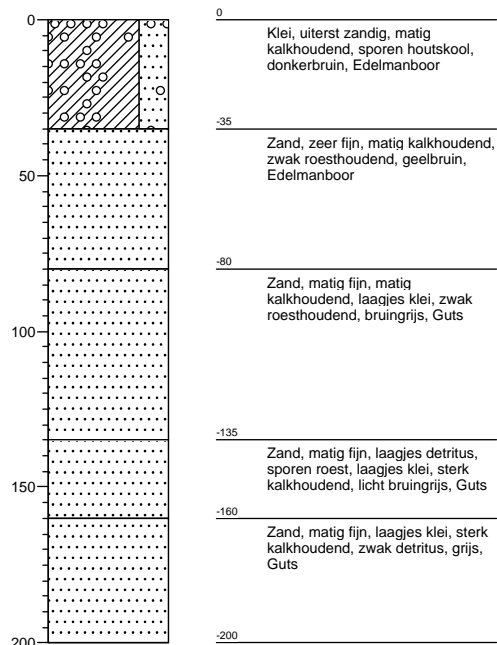 0
0
Klei, uiterst zandig, matig
kalkhoudend, sporen houtskool,
donkerbruin, Edelmanboor
-35
Zand, zeer fijn, matig kalkhoudend,
zwak roesthoudend, geelbruin,
Edelmanboor
50
-80
Zand, matig fijn, matig
kalkhoudend, laagjes klei, zwak
roesthoudend, bruingrijs, Guts
100
-135
Zand, matig fijn, laagjes detritus,
sporen roest, laagjes klei, sterk
kalkhoudend, licht bruingrijs, Guts
150
-160
Zand, matig fijn, laagjes klei, sterk
kalkhoudend, zwak detritus, grijs,
Guts
200
-200